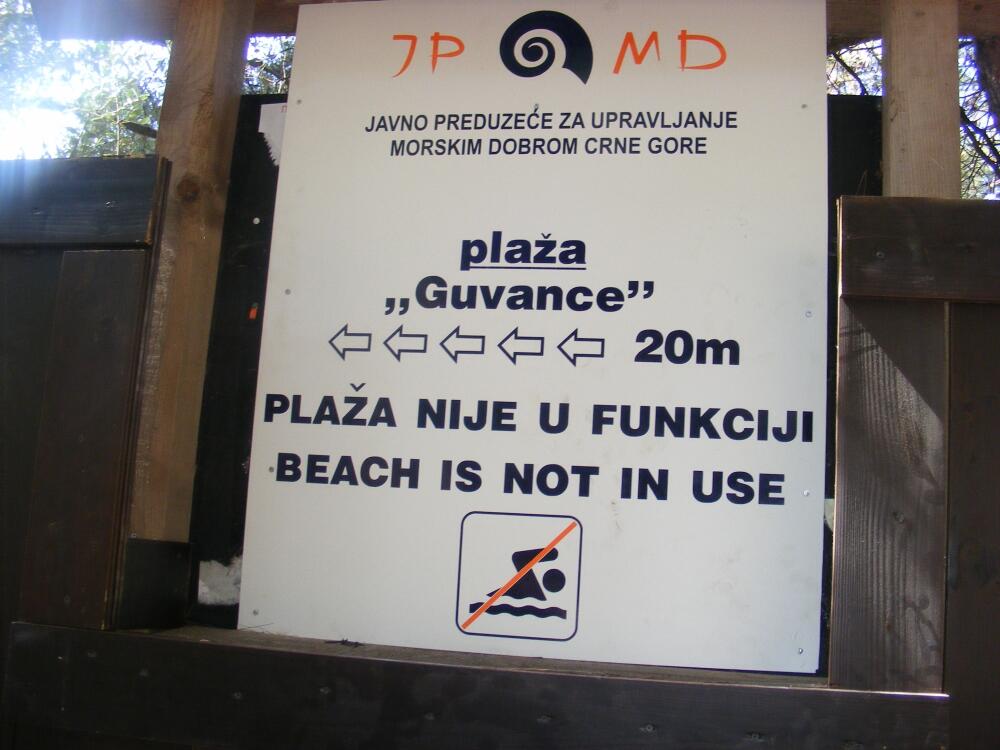 JP MD
JAVNO PREDUZEĆE ZA UPRAVLJANJE
MORSKIM DOBROM CRNE GORE
plaža
,,Guvance”
20m
PLAŽA NIJE U FUNKCIJI
BEACH IS NOT IN USE